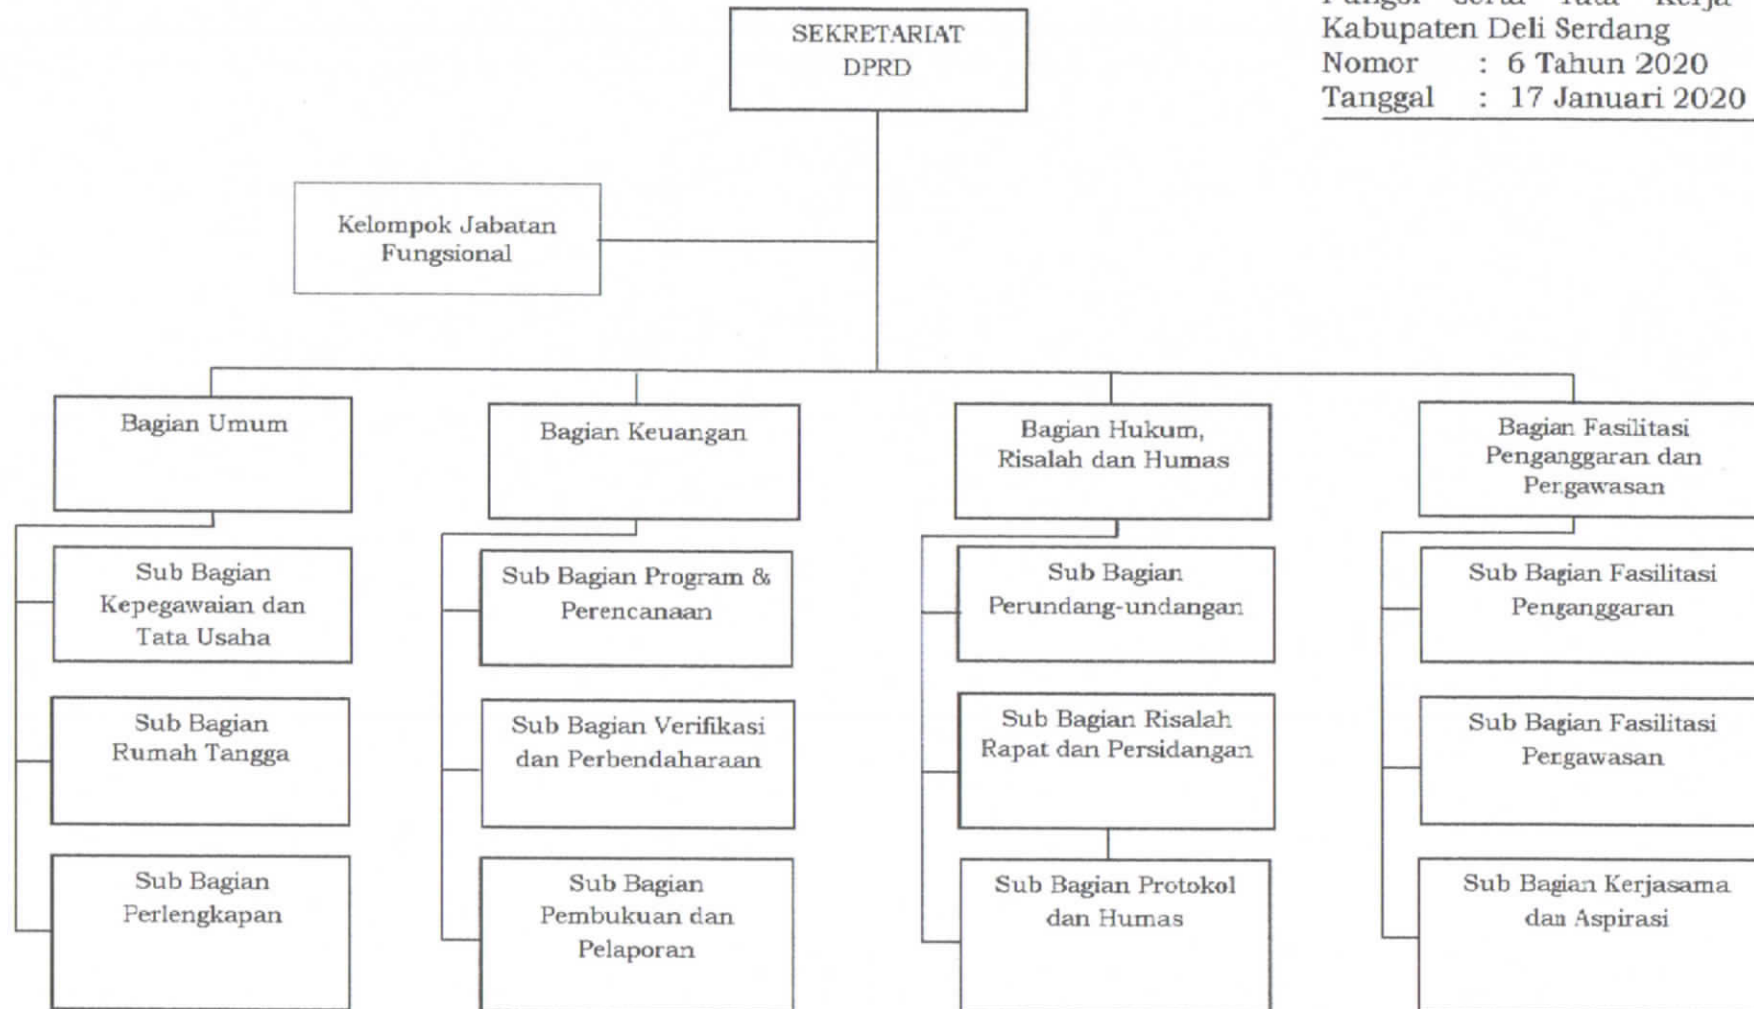 Fungsi serta Tata Kerja
Kabupaten Deli Serdang
Nomor : 6 Tahun 2020
Tanggal : 17 Januari 2020
SEKRETARIAT
DPRD
Kelompok Jabatan
Fungsional
Bagian Umum
Bagian Keuangan
Bagian Hukum,
Risalah dan Humas
Bagian Fasilitasi
Penganggaran dan
Pengawasan
Sub Bagian
Kepegawaian dan
Tata Usaha
Sub Bagian Program &
Perencanaan
Sub Bagian
Perundang-undangan
Sub Bagian Fasilitasi
Penganggaran
Sub Bagian
Rumah Tangga
Sub Bagian Verifikasi
dan Perbendaharaan
Sub Bagian Risalah
Rapat dan Persidangan
Sub Bagian Fasilitasi
Pengawasan
Sub Bagian
Perlengkapan
Sub Bagian
Pembukuan dan
Pelaporan
Sub Bagian Protokol
dan Humas
Sub Bagian Kerjasama
dan Aspirasi